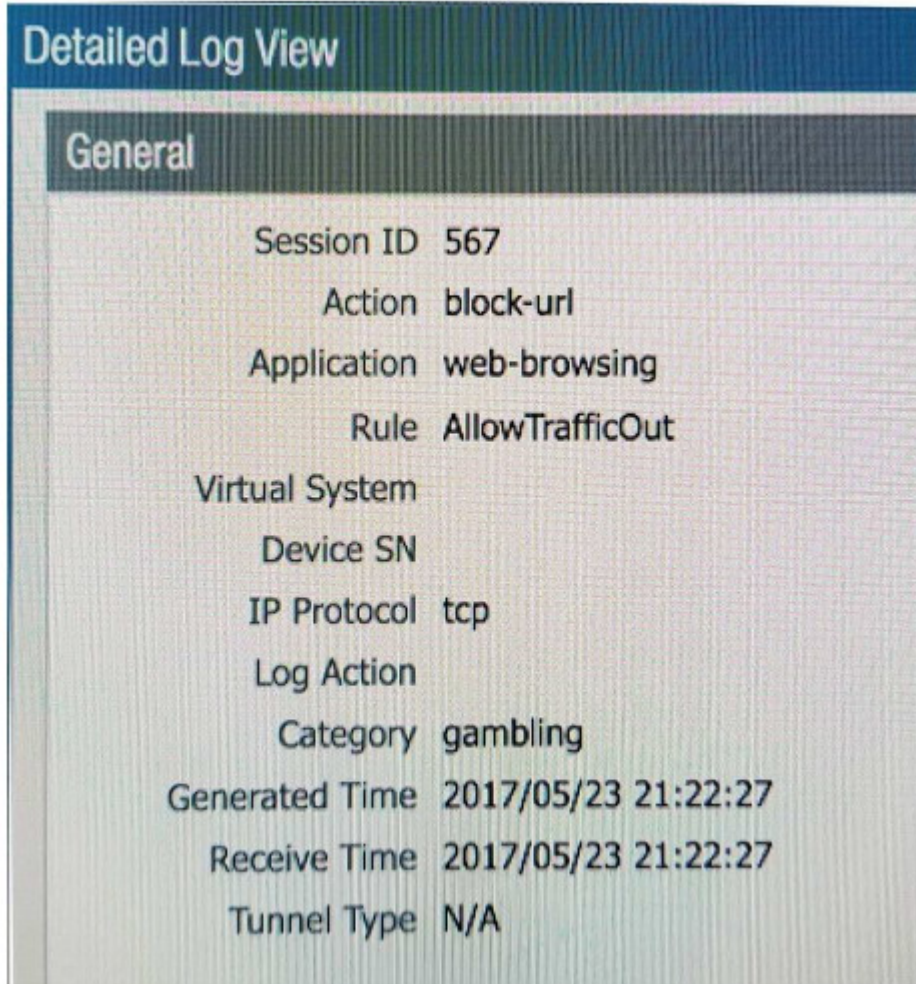 Detailed Log View
General
Session ID 567
Action block-url
Application web-browsing
Rule AllowTrafficOut
Virtual System
Device SN
IP Protocol tcp
Log Action
Category gambling
Generated Time 2017/05/23 21:22:27
Receive Time 2017/05/23 21:22:27
Tunnel Type N/A